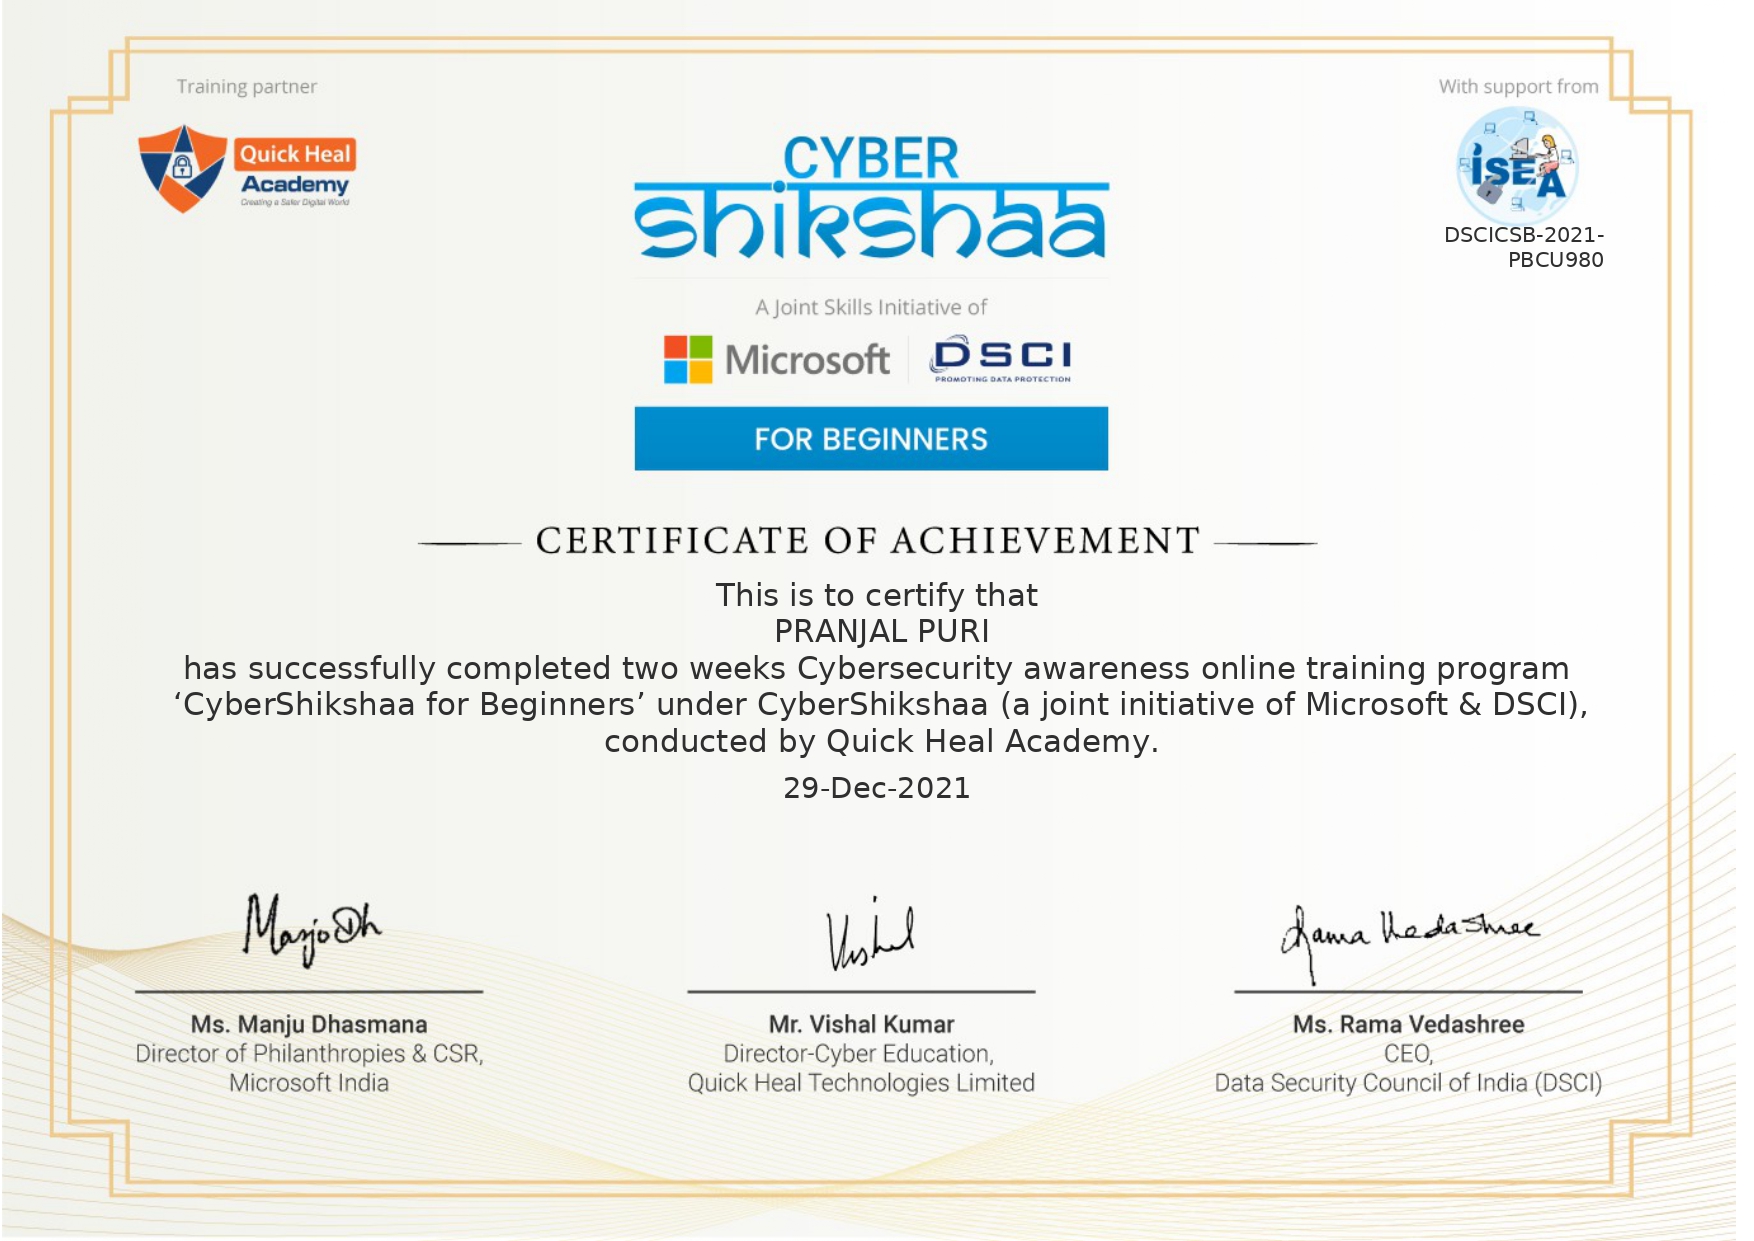 Training partner
With support from
Quick Heal
Academy
Creating a Safer Digital World
CYBER
shikshaa
iSEA
DSCICSB-2021-
PBCU980
A Joint Skills Initiative of
Microsoft
DSCI
PROMOTING DATA PROTECTION
FOR BEGINNERS
CERTIFICATE OF ACHIEVEMENT
This is to certify that
PRANJAL PURI
has successfully completed two weeks Cybersecurity awareness online training program
‘CyberShikshaa for Beginners’ under CyberShikshaa (a joint initiative of Microsoft & DSCI),
conducted by Quick Heal Academy.
29-Dec-2021
ManjoDh
Vishal
Rama Vedashree
Ms. Manju Dhasmana
Director of Philanthropies & CSR,
Microsoft India
Mr. Vishal Kumar
Director-Cyber Education,
Quick Heal Technologies Limited
Ms. Rama Vedashree
CEO,
Data Security Council of India (DSCI)